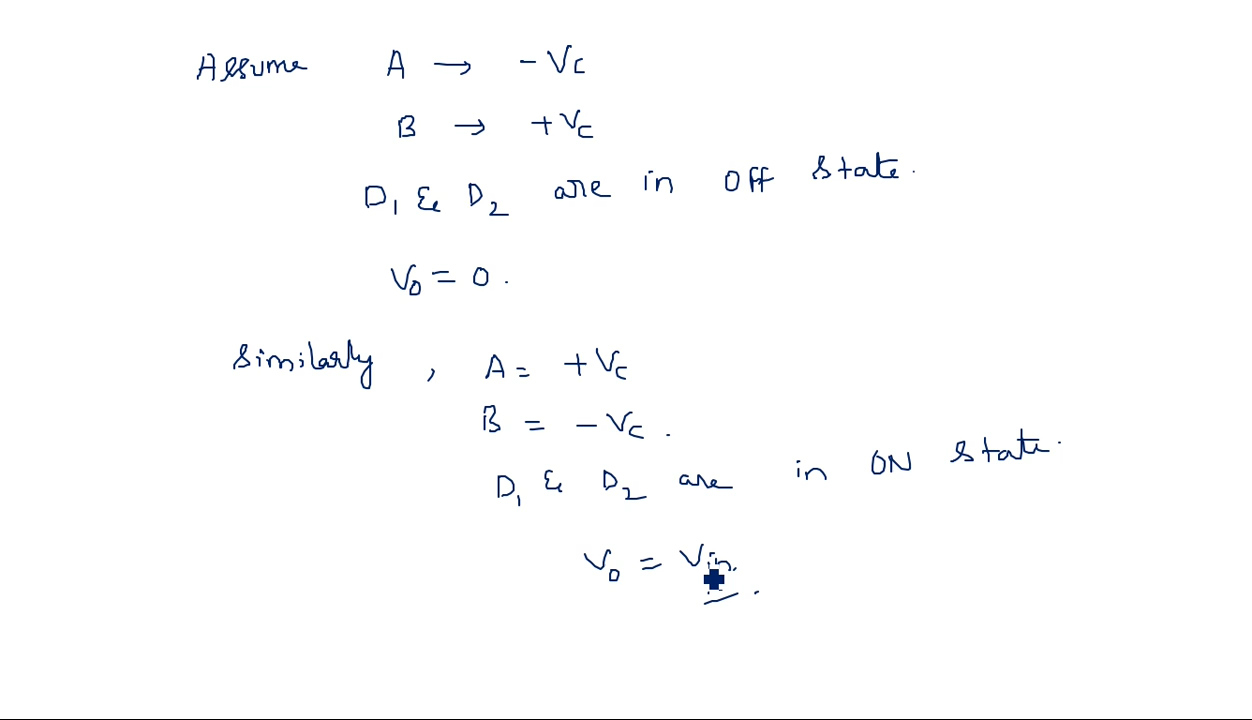 Assume A → - Vc
B → + Vc
D1 & D2 are in Off state.
V0 = 0.
Similarly, A = + Vc
B = - Vc.
D1 & D2 are in ON state.
V0 = Vin.